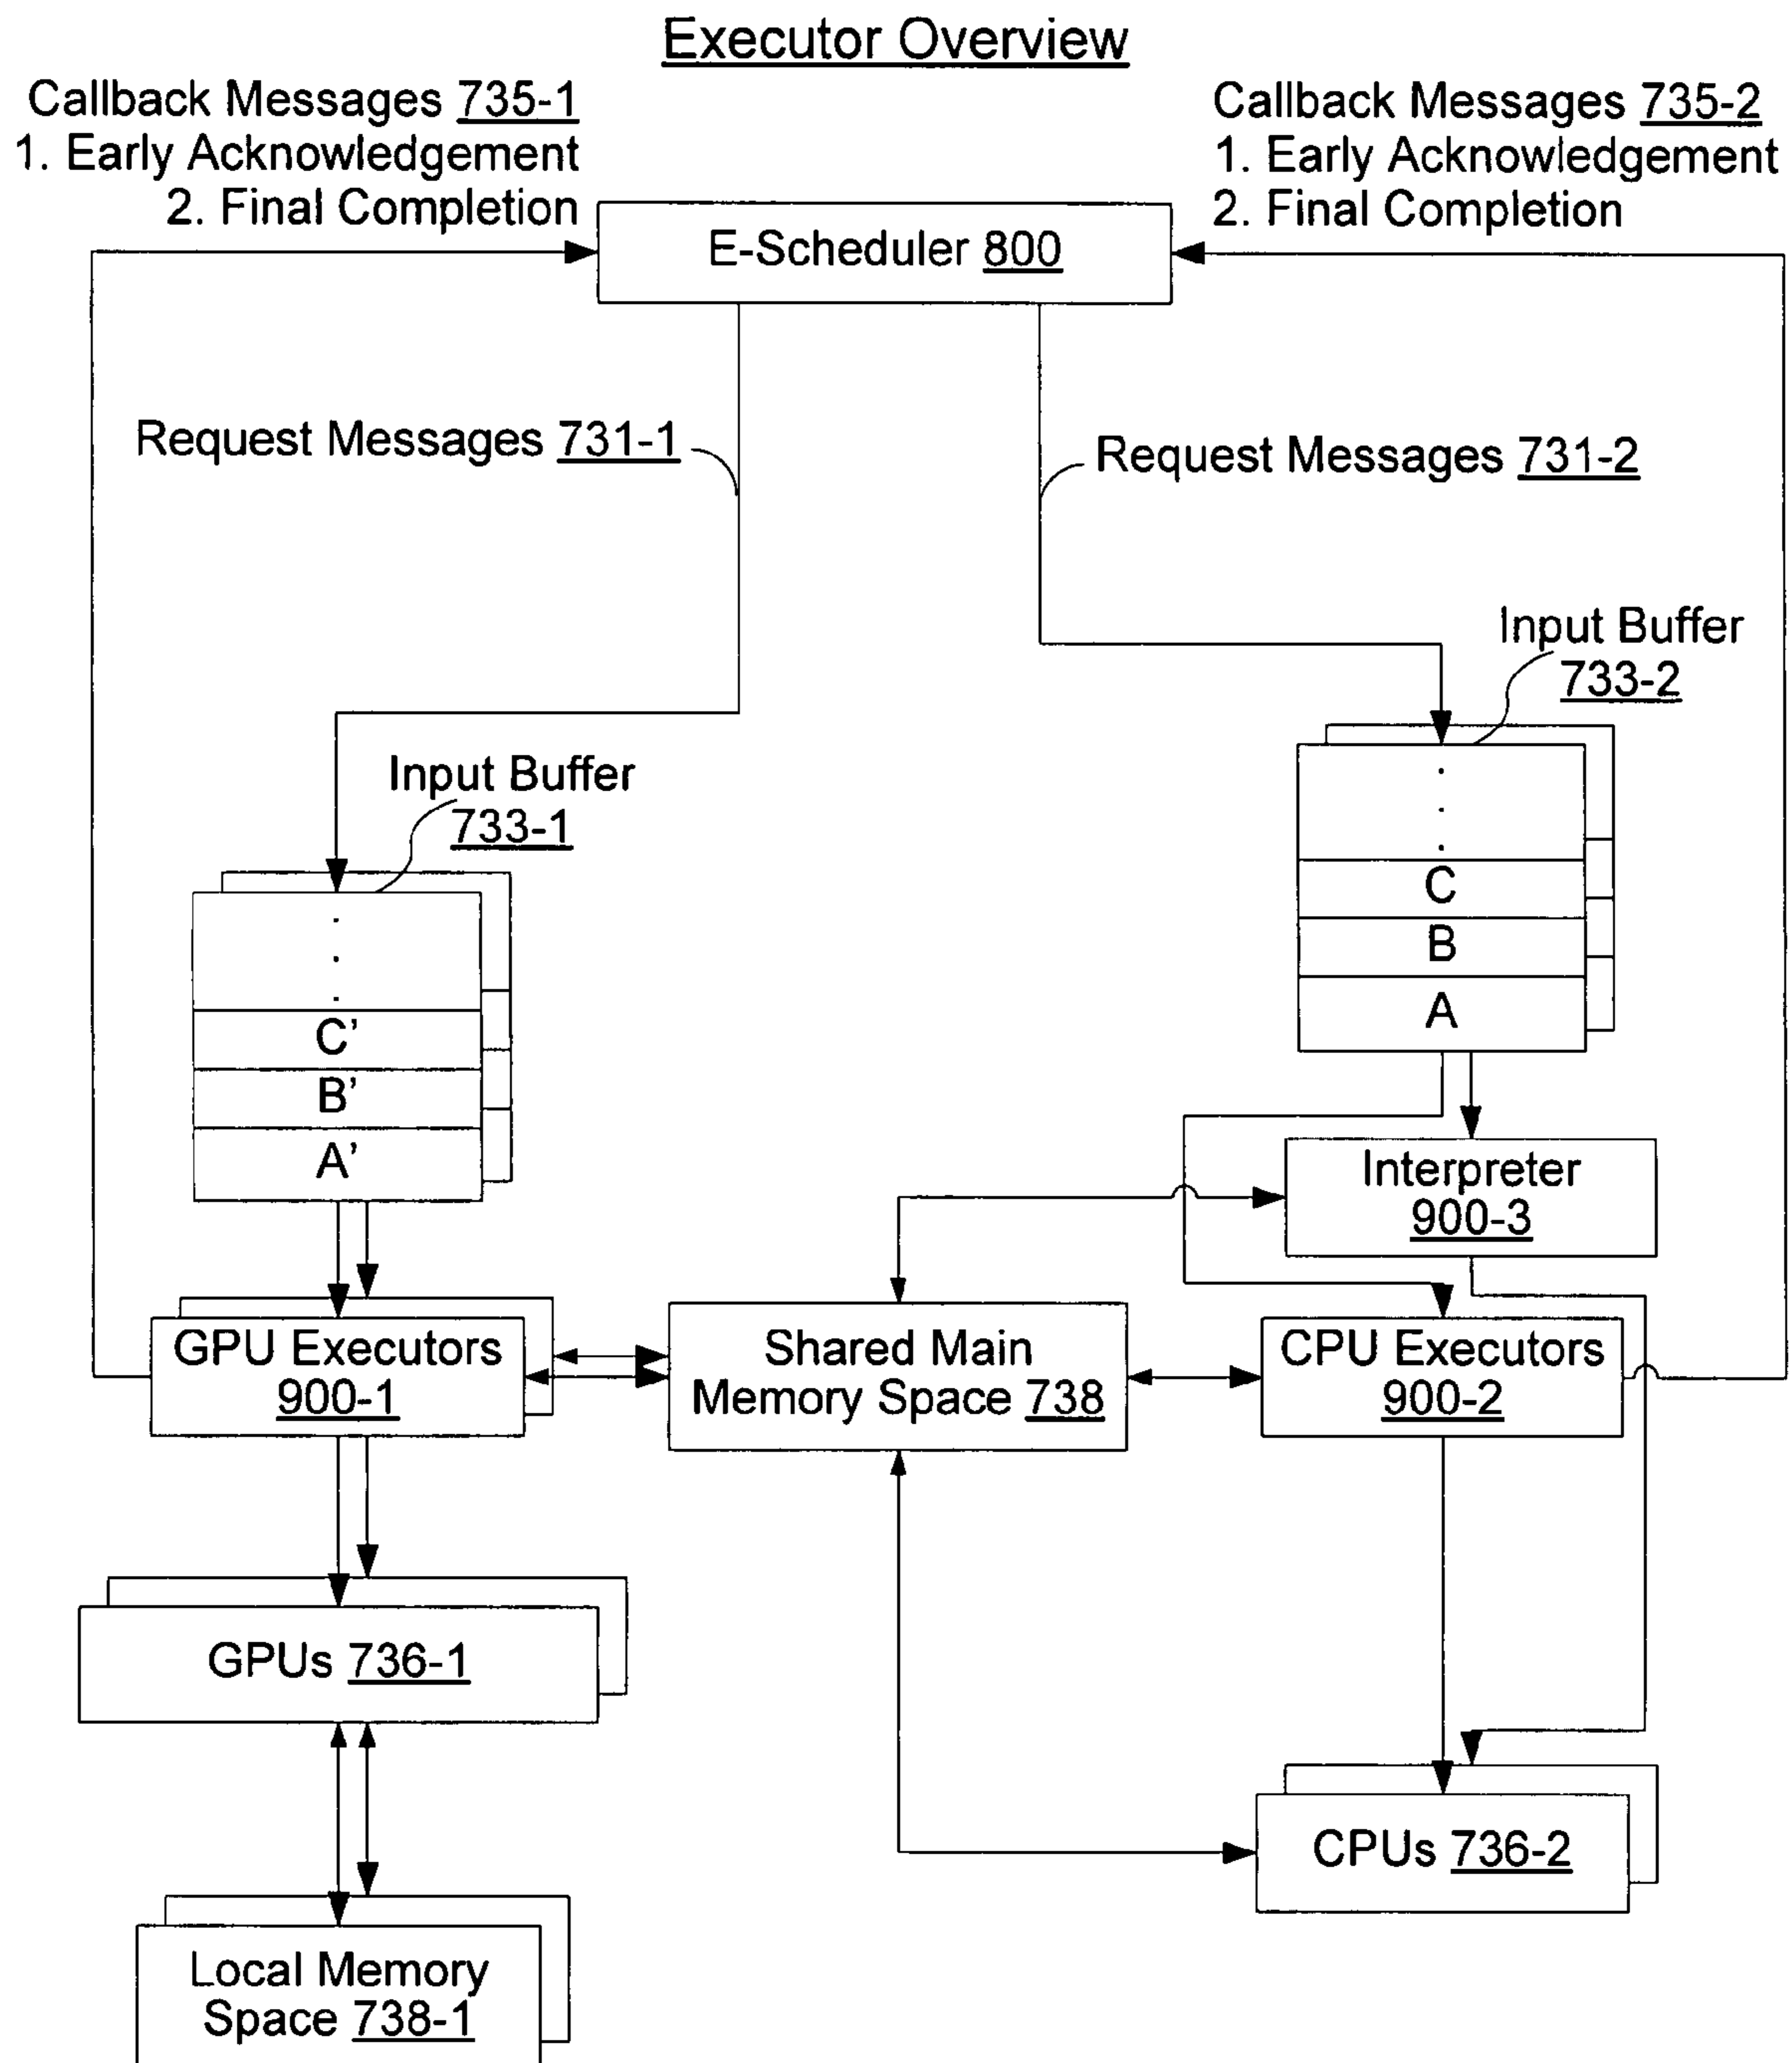 Executor Overview
Callback Messages 735-1
1. Early Acknowledgement
2. Final Completion
Callback Messages 735-2
1. Early Acknowledgement
2. Final Completion
E-Scheduler 800
Request Messages 731-1
Request Messages 731-2
Input Buffer
733-2
Input Buffer
733-1
C
B
A
C’
B’
A’
Interpreter
900-3
GPU Executors
900-1
Shared Main
Memory Space 738
CPU Executors
900-2
GPUs 736-1
CPUs 736-2
Local Memory
Space 738-1